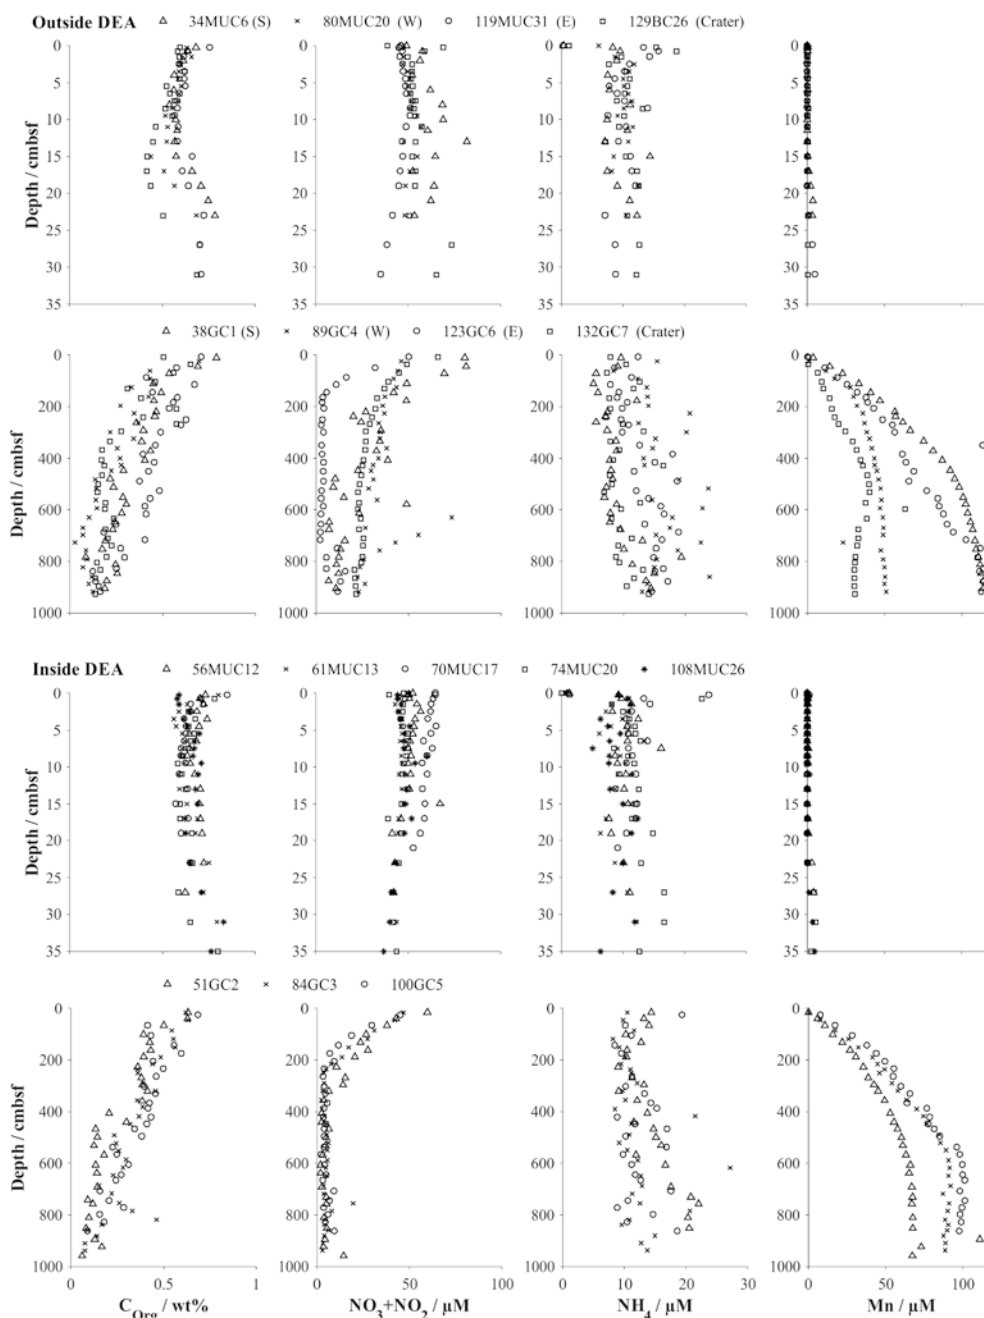 Outside DEA △ 34MUC6 (S) × 80MUC20 (W) ○ 119MUC31 (E) □ 129BC26 (Crater)
Depth / cmbsf
0
5
10
15
20
25
30
35
△ 38GC1 (S) × 89GC4 (W) ○ 123GC6 (E) □ 132GC7 (Crater)
Depth / cmbsf
0
200
400
600
800
1000
Inside DEA △ 56MUC12 × 61MUC13 ○ 70MUC17 □ 74MUC20 ✱ 108MUC26
Depth / cmbsf
0
5
10
15
20
25
30
35
△ 51GC2 × 84GC3 ○ 100GC5
Depth / cmbsf
0
200
400
600
800
1000
0 0.5 1 0 50 100 0 10 20 30 40 0 50 100
C_Org / wt% NO3+NO2 / µM NH4 / µM Mn / µM